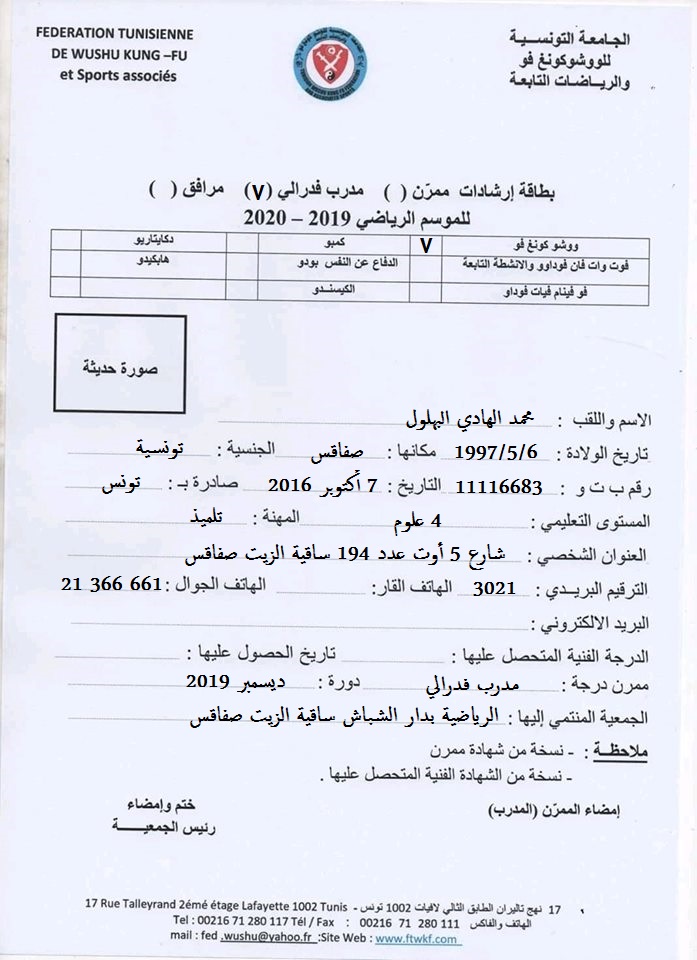 FEDERATION TUNISIENNE
DE WUSHU KUNG –FU
et Sports associés
الجامعة التونسيـة
للووشوكونغ فو
والرياضات التابعة
بطاقة إرشادات ممرّن ( ) مدرب فدرالي (V) مرافق ( )
للموسم الرياضي 2019 – 2020
ووشو كونغ فو V كمبو دكايتاريو
فوت وات فان فوداوو والانشطة التابعة الدفاع عن النفس بودو هابكيدو
فو فينام فيات فوداو الكيسندو
صورة حديثة
الاسم واللقب : محمد الهادي البهلول
تاريخ الولادة : 1997/5/6 مكانها : صفاقس الجنسية : تونسية
رقم ب ت و : 11116683 التاريخ : 7 أكتوبر 2016 صادرة بـ : تونس
المستوى التعليمي : 4 علوم المهنة : تلميذ
العنوان الشخصي : شارع 5 أوت عدد 194 ساقية الزيت صفاقس
الترقيم البريدي : 3021 الهاتف القار: الهاتف الجوال : 21 366 661
البريد الالكتروني :
الدرجة الفنية المتحصل عليها : تاريخ الحصول عليها :
ممرن درجة : مدرب فدرالي دورة : ديسمبر 2019
الجمعية المنتمي إليها : الرياضية بدار الشباش ساقية الزيت صفاقس
ملاحظة : - نسخة من شهادة ممرن
- نسخة من الشهادة الفنية المتحصل عليها .
إمضاء الممرّن (المدرب)
ختم وإمضاء
رئيس الجمعيـة
17 نهج تاليران الطابق الثاني لافيات 1002 تونس - 17 Rue Talleyrand 2émé étage Lafayette 1002 Tunis
Tel : 00216 71 280 117 Tél / Fax : 00216 71 280 111 الهاتف والفاكس
mail : fed .wushu@yahoo.fr :Site Web : www.ftwkf.com